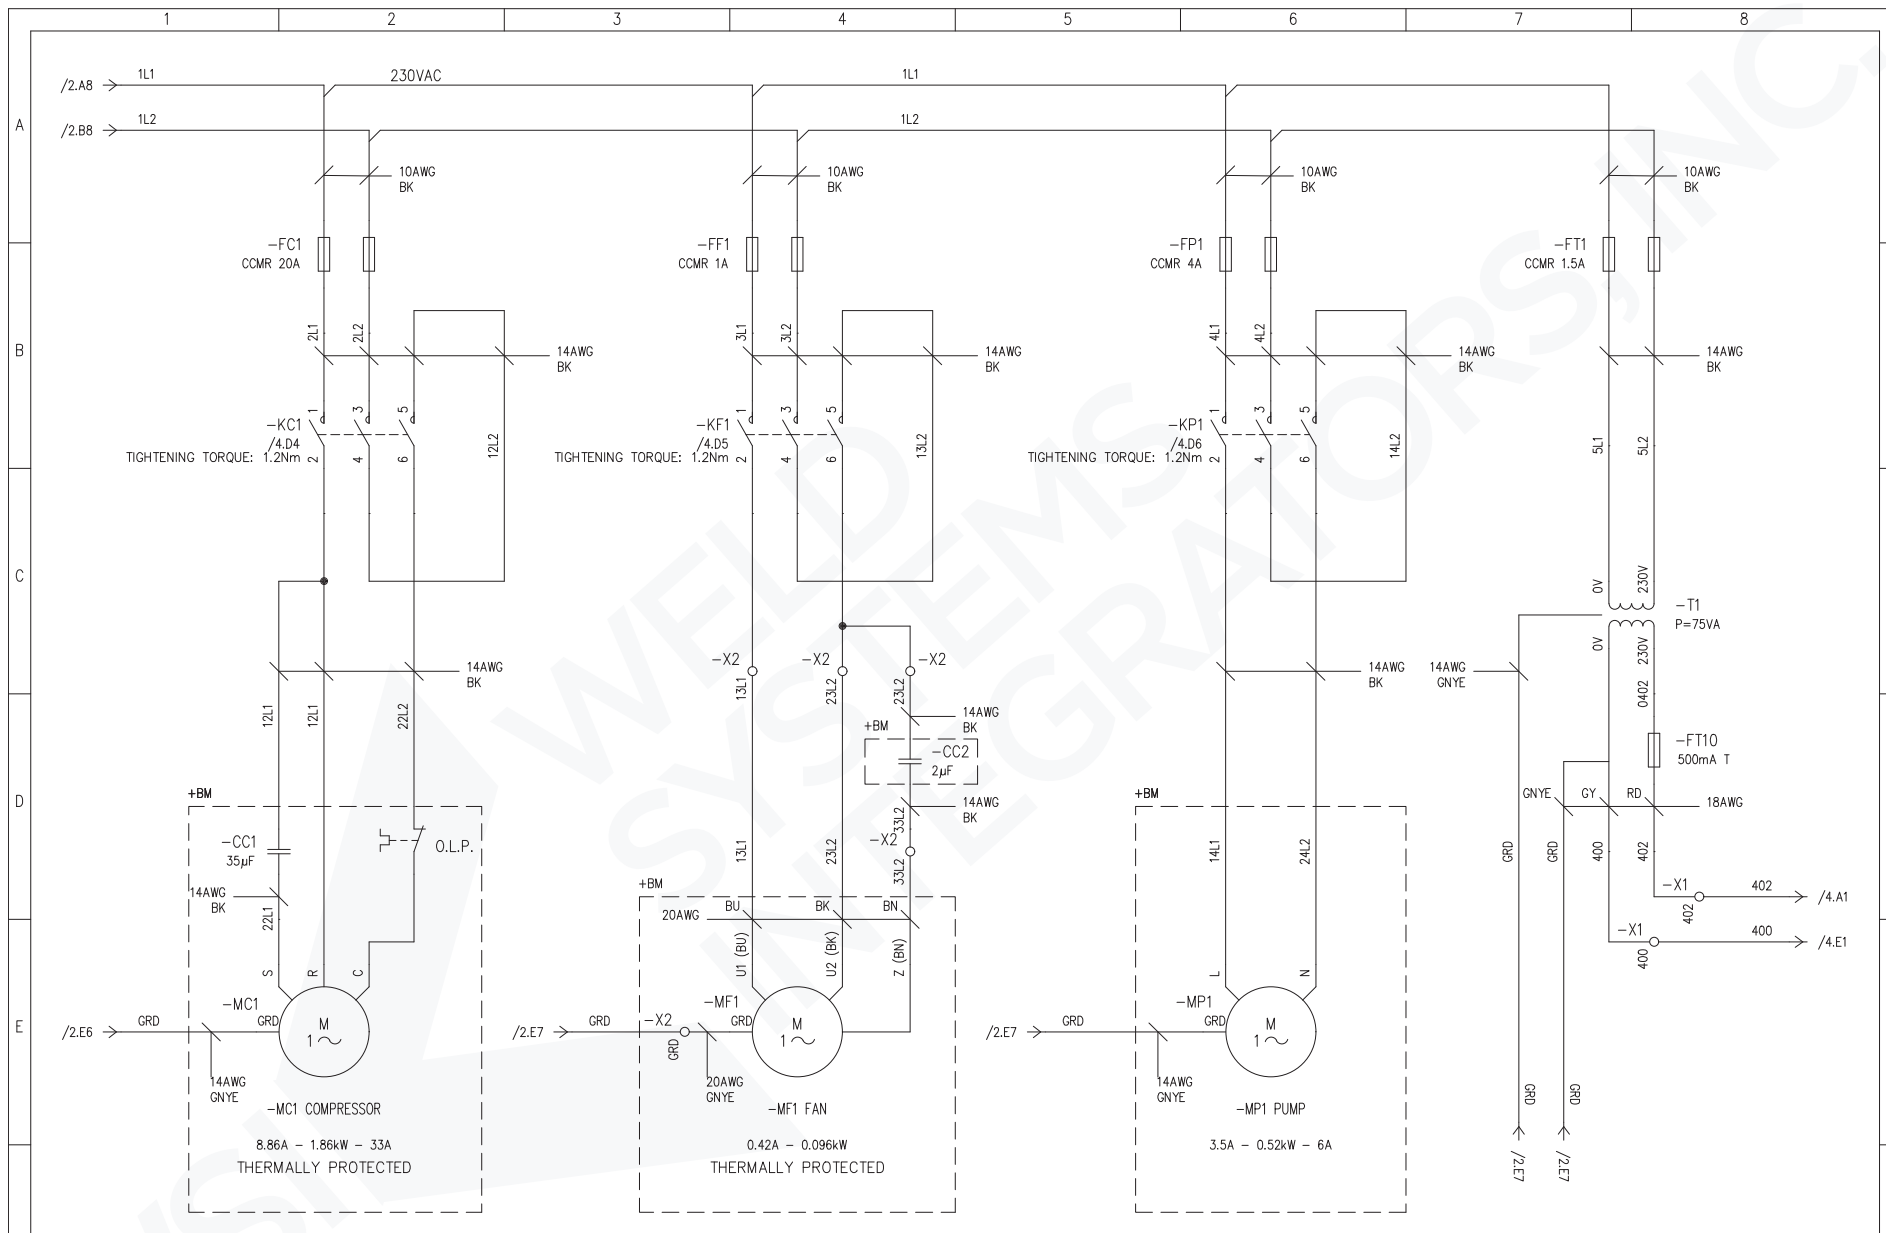 1 2 3 4 5 6 7 8
/2.A8 1L1 230VAC 1L1
A
/2.B8 1L2 1L2
10AWG 10AWG 10AWG 10AWG
BK BK BK BK
-FC1 -FF1 -FP1 -FT1
CCMR 20A CCMR 1A CCMR 4A CCMR 1.5A
2L1 2L2 3L1 3L2 4L1 4L2
B
14AWG 14AWG 14AWG 14AWG
BK BK BK BK
1 3 5 1 3 5 1 3 5
-KC1 -KF1 -KP1
/4.D4 /4.D5 /4.D6
TIGHTENING TORQUE: 1.2Nm TIGHTENING TORQUE: 1.2Nm TIGHTENING TORQUE: 1.2Nm
2 4 6 2 4 6 2 4 6
12L2 13L2 14L2 5L1 5L2
C
0V 230V
-T1
P=75VA
0V 230V
-X2 -X2 -X2
14AWG 14AWG 14AWG
BK BK GNYE
13L1 23L2 23L2 0402
12L1 12L1 22L2
14AWG
BK
+BM
-CC2
2µF
-FT10
500mA T
D
+BM +BM
14AWG
BK
33L2
GNYE GY RD 18AWG
-CC1
35µF
O.L.P.
-X2
13L1 23L2 33L2 14L1 24L2 GRD GRD 400 402
+BM
14AWG
BK
22L1
20AWG BU BK BN
-X1 402 /4.A1
402
-X1 400 /4.E1
400
S R C U1 (BU) U2 (BK) Z (BN) L N
-MC1 -MF1 -MP1
E
/2.E6 GRD GRD M 1 /2.E7 GRD -X2 GRD GRD M 1 /2.E7 GRD GRD M 1
14AWG 20AWG 14AWG
GNYE GNYE GNYE
GRD GRD
-MC1 COMPRESSOR -MF1 FAN -MP1 PUMP
8.86A - 1.86kW - 33A 0.42A - 0.096kW 3.5A - 0.52kW - 6A
THERMALLY PROTECTED THERMALLY PROTECTED
/2.E7 /2.E7
WELD
SYSTEMS
INTEGRATORS, INC.
WSI